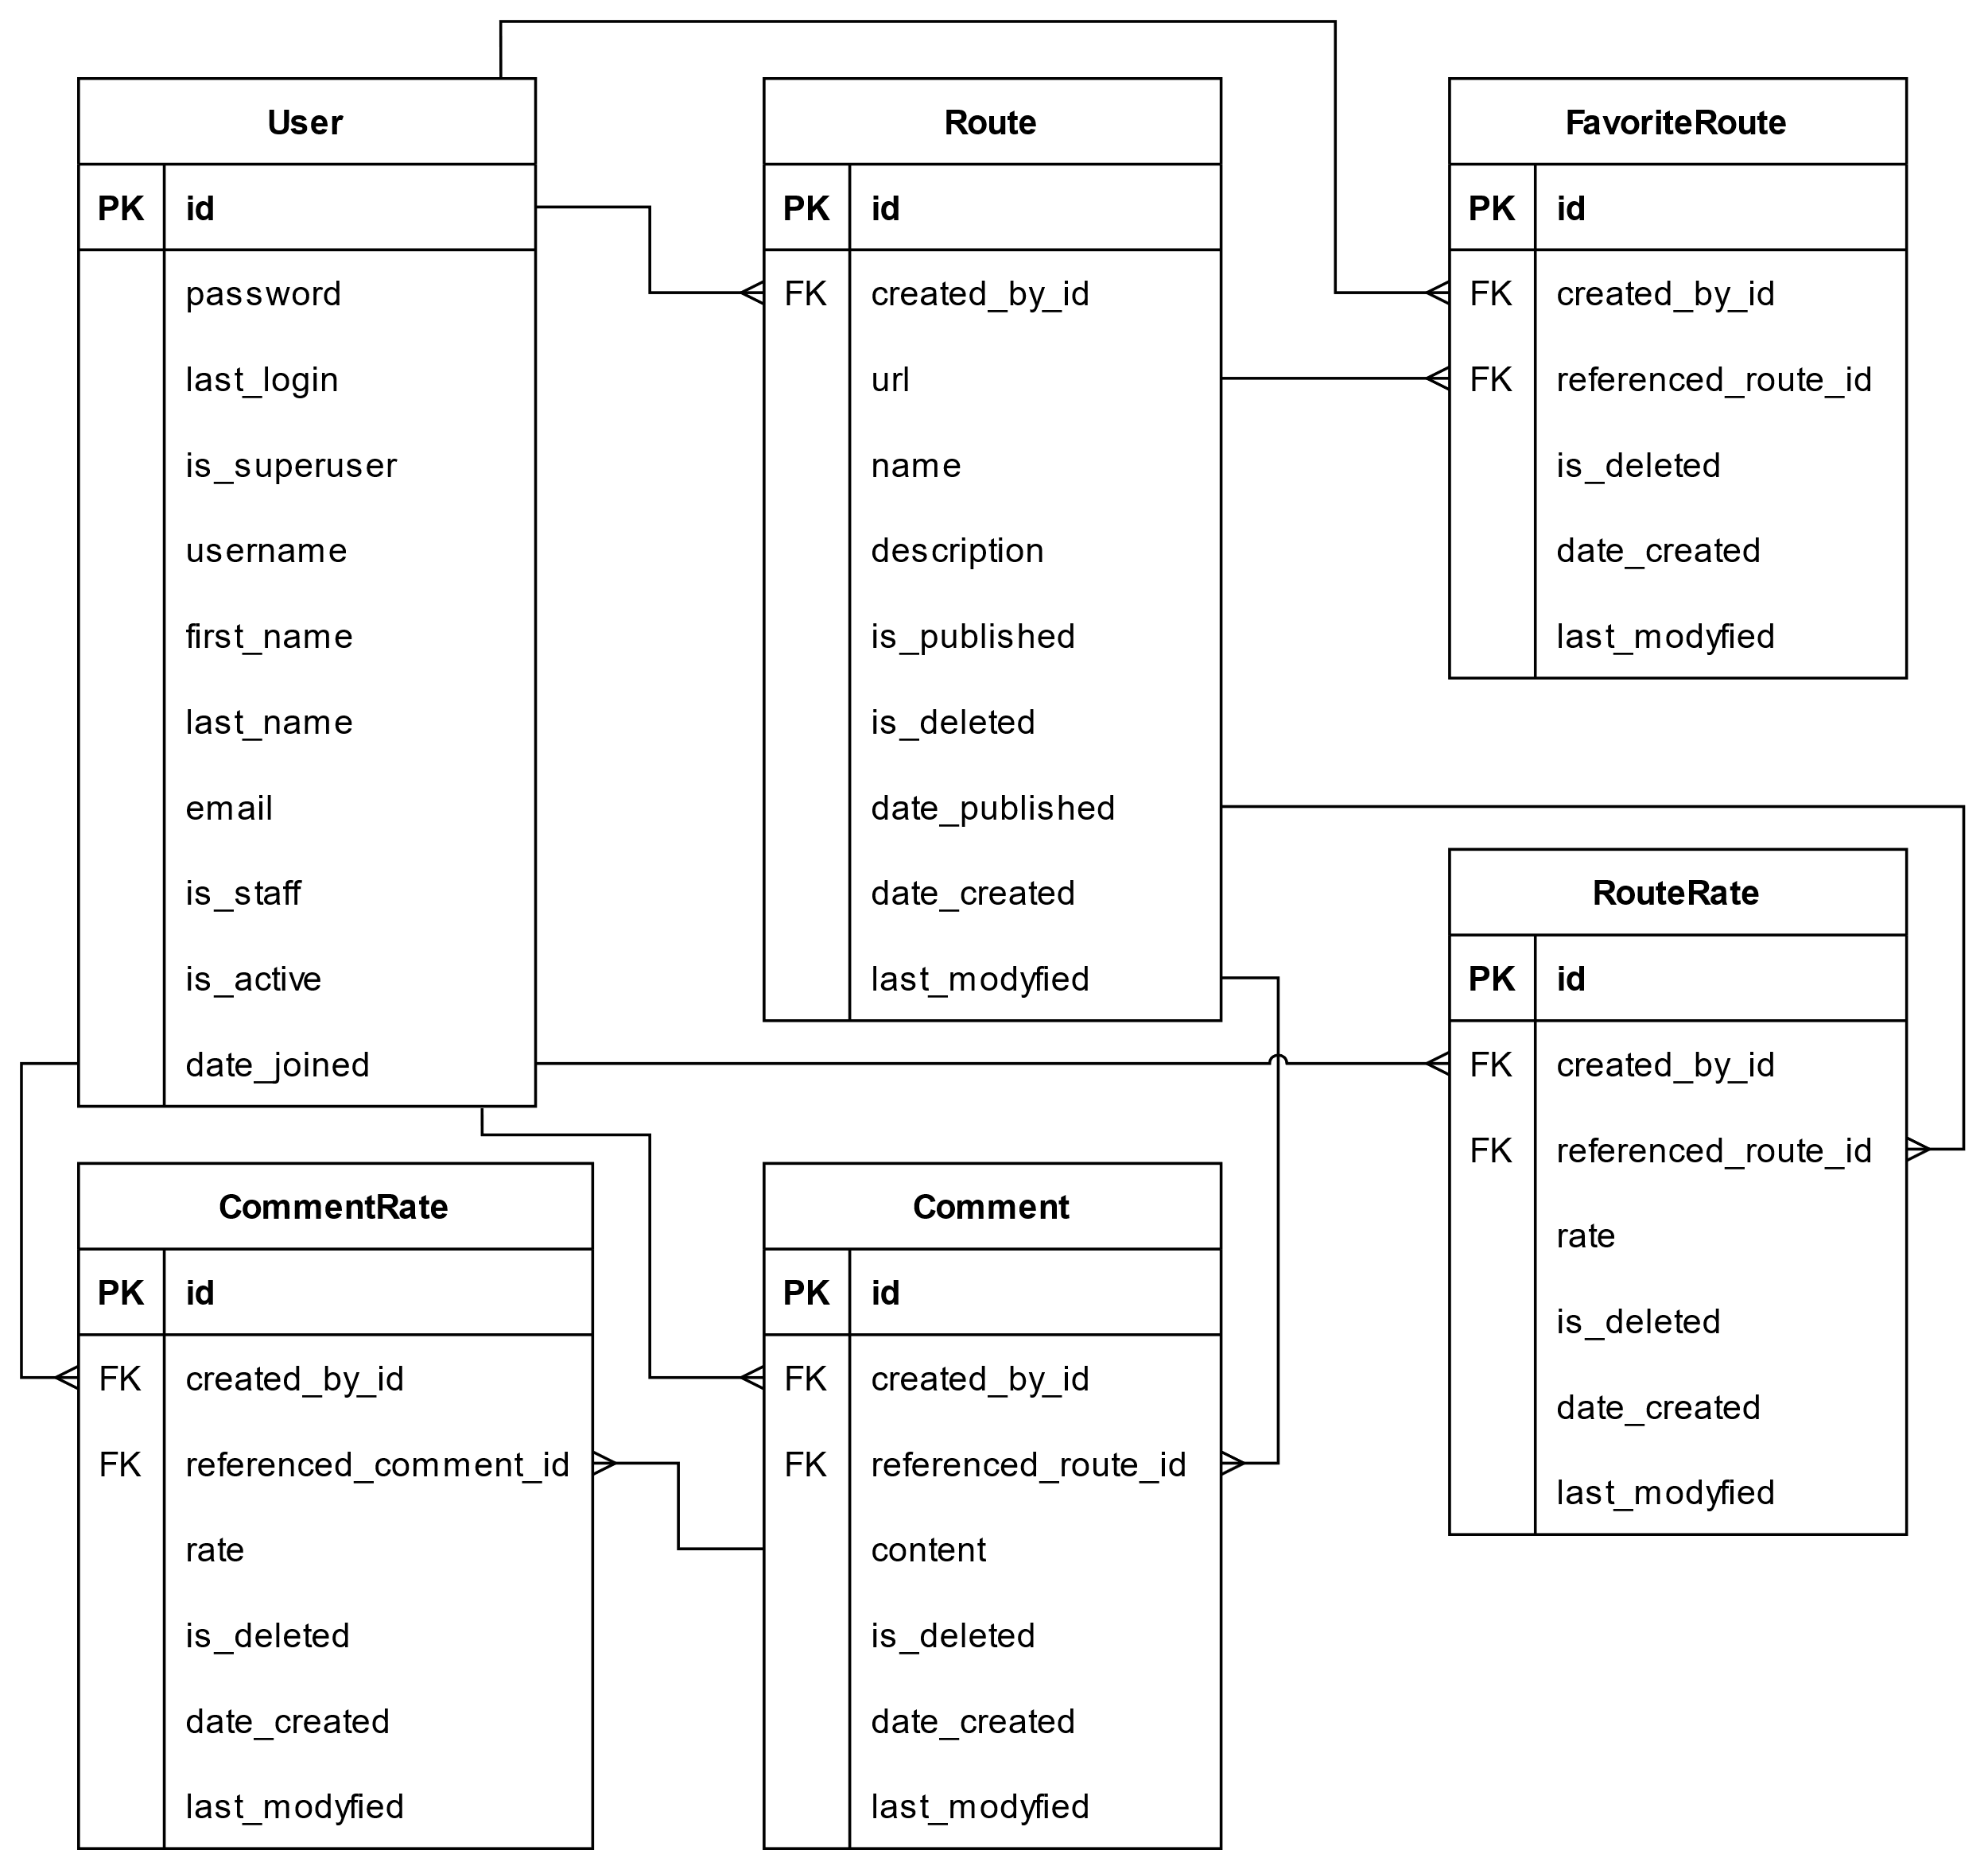 User
PK id
password
last_login
is_superuser
username
first_name
last_name
email
is_staff
is_active
date_joined
Route
PK id
FK created_by_id
url
name
description
is_published
is_deleted
date_published
date_created
last_modyfied
FavoriteRoute
PK id
FK created_by_id
FK referenced_route_id
is_deleted
date_created
last_modyfied
RouteRate
PK id
FK created_by_id
FK referenced_route_id
rate
is_deleted
date_created
last_modyfied
CommentRate
PK id
FK created_by_id
FK referenced_comment_id
rate
is_deleted
date_created
last_modyfied
Comment
PK id
FK created_by_id
FK referenced_route_id
content
is_deleted
date_created
last_modyfied